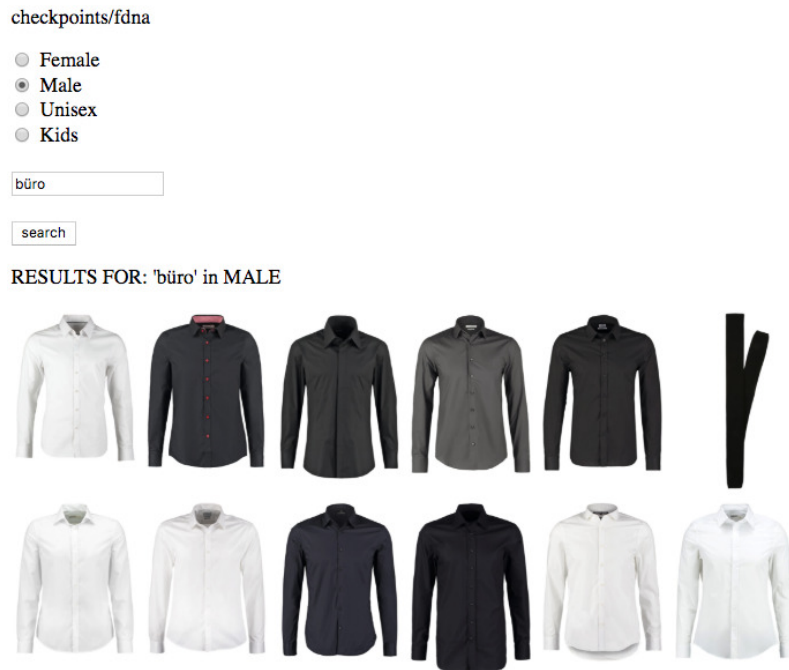 checkpoints/fdna
Female
Male
Unisex
Kids
büro
search
RESULTS FOR: 'büro' in MALE